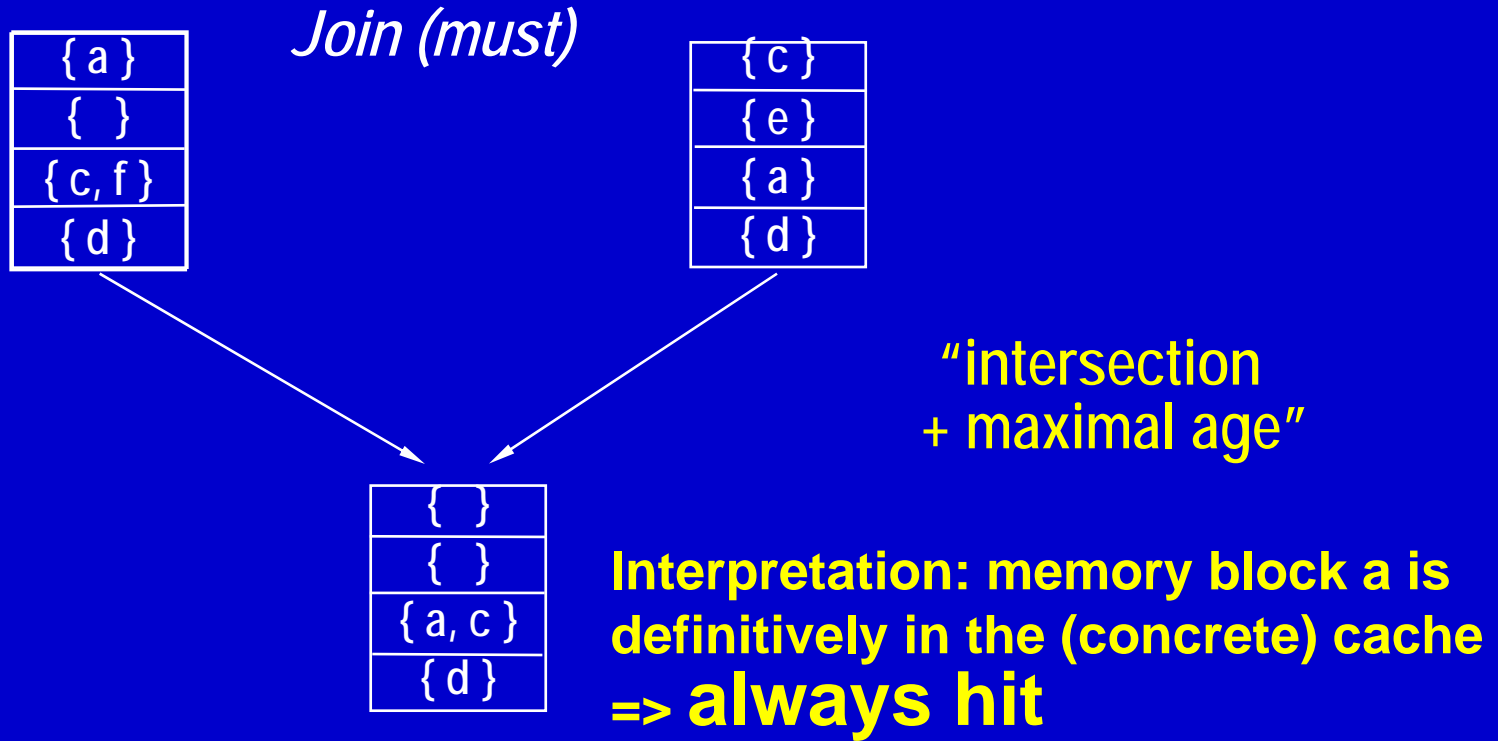 Join (must)
{ a }
{ }
{ c, f }
{ d }
{ c }
{ e }
{ a }
{ d }
“intersection
+ maximal age”
{ }
{ }
{ a, c }
{ d }
Interpretation: memory block a is
definitively in the (concrete) cache
=> always hit